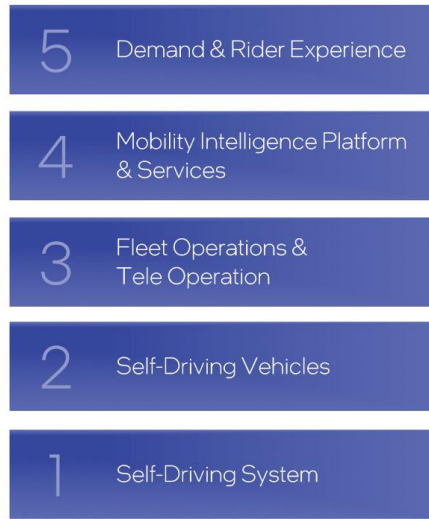 5
Demand & Rider Experience
4
Mobility Intelligence Platform
& Services
3
Fleet Operations &
Tele Operation
2
Self-Driving Vehicles
1
Self-Driving System